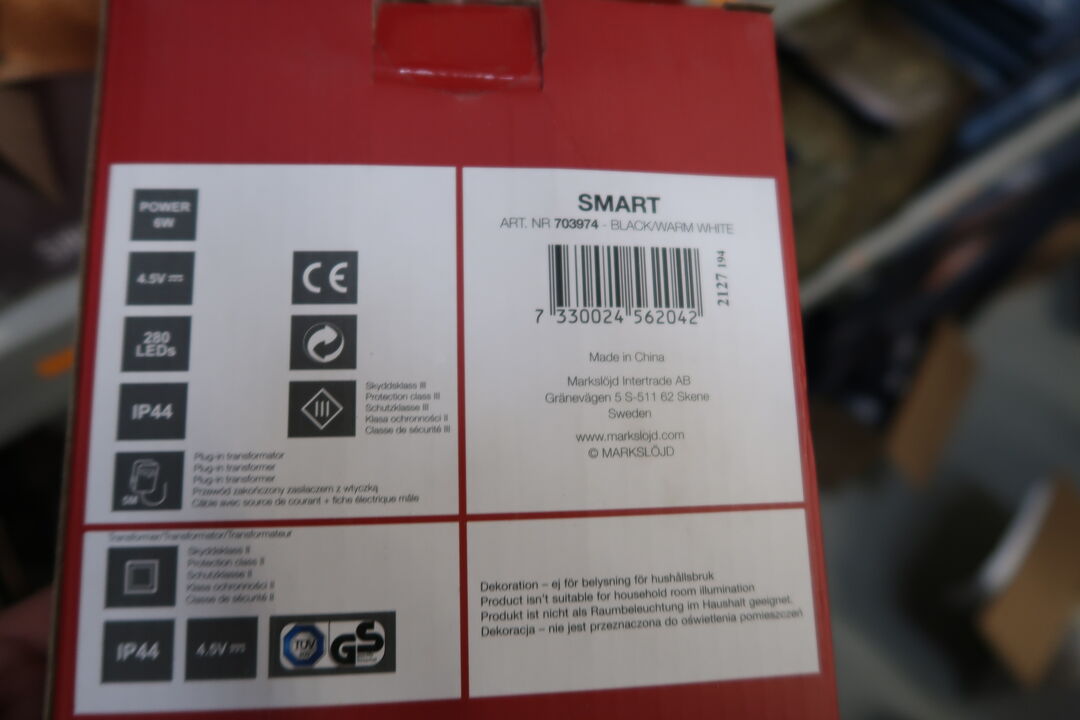 POWER
6W
4.5V
280
LEDs
IP44
5M
CE
III
Skyddsklass III
Protection class III
Schutzklasse III
Klasa ochronności III
Classe de sécurité III
Plug-in transformator
Plug-in transformer
Plug-in transformer
Przewód zakończony zasilaczem z wtyczką
Câble avec source de courant + fiche électrique mâle
SMART
ART. NR 703974 - BLACK/WARM WHITE
7 330024 562042
2127 194
Made in China
Markslöjd Intertrade AB
Gränevägen 5 S-511 62 Skene
Sweden
www.markslojd.com
© MARKSLÖJD
Transformer/Transformator/Transformateur
Skyddsklass II
Protection class II
Schutzklasse II
Klasa ochronności II
Classe de sécurité II
IP44
4.5V
TÜV
GS
Dekoration – ej för belysning för hushållsbruk
Product isn't suitable for household room illumination
Produkt ist nicht als Raumbeleuchtung im Haushalt geeignet.
Dekoracja – nie jest przeznaczona do oświetlenia pomieszczeń